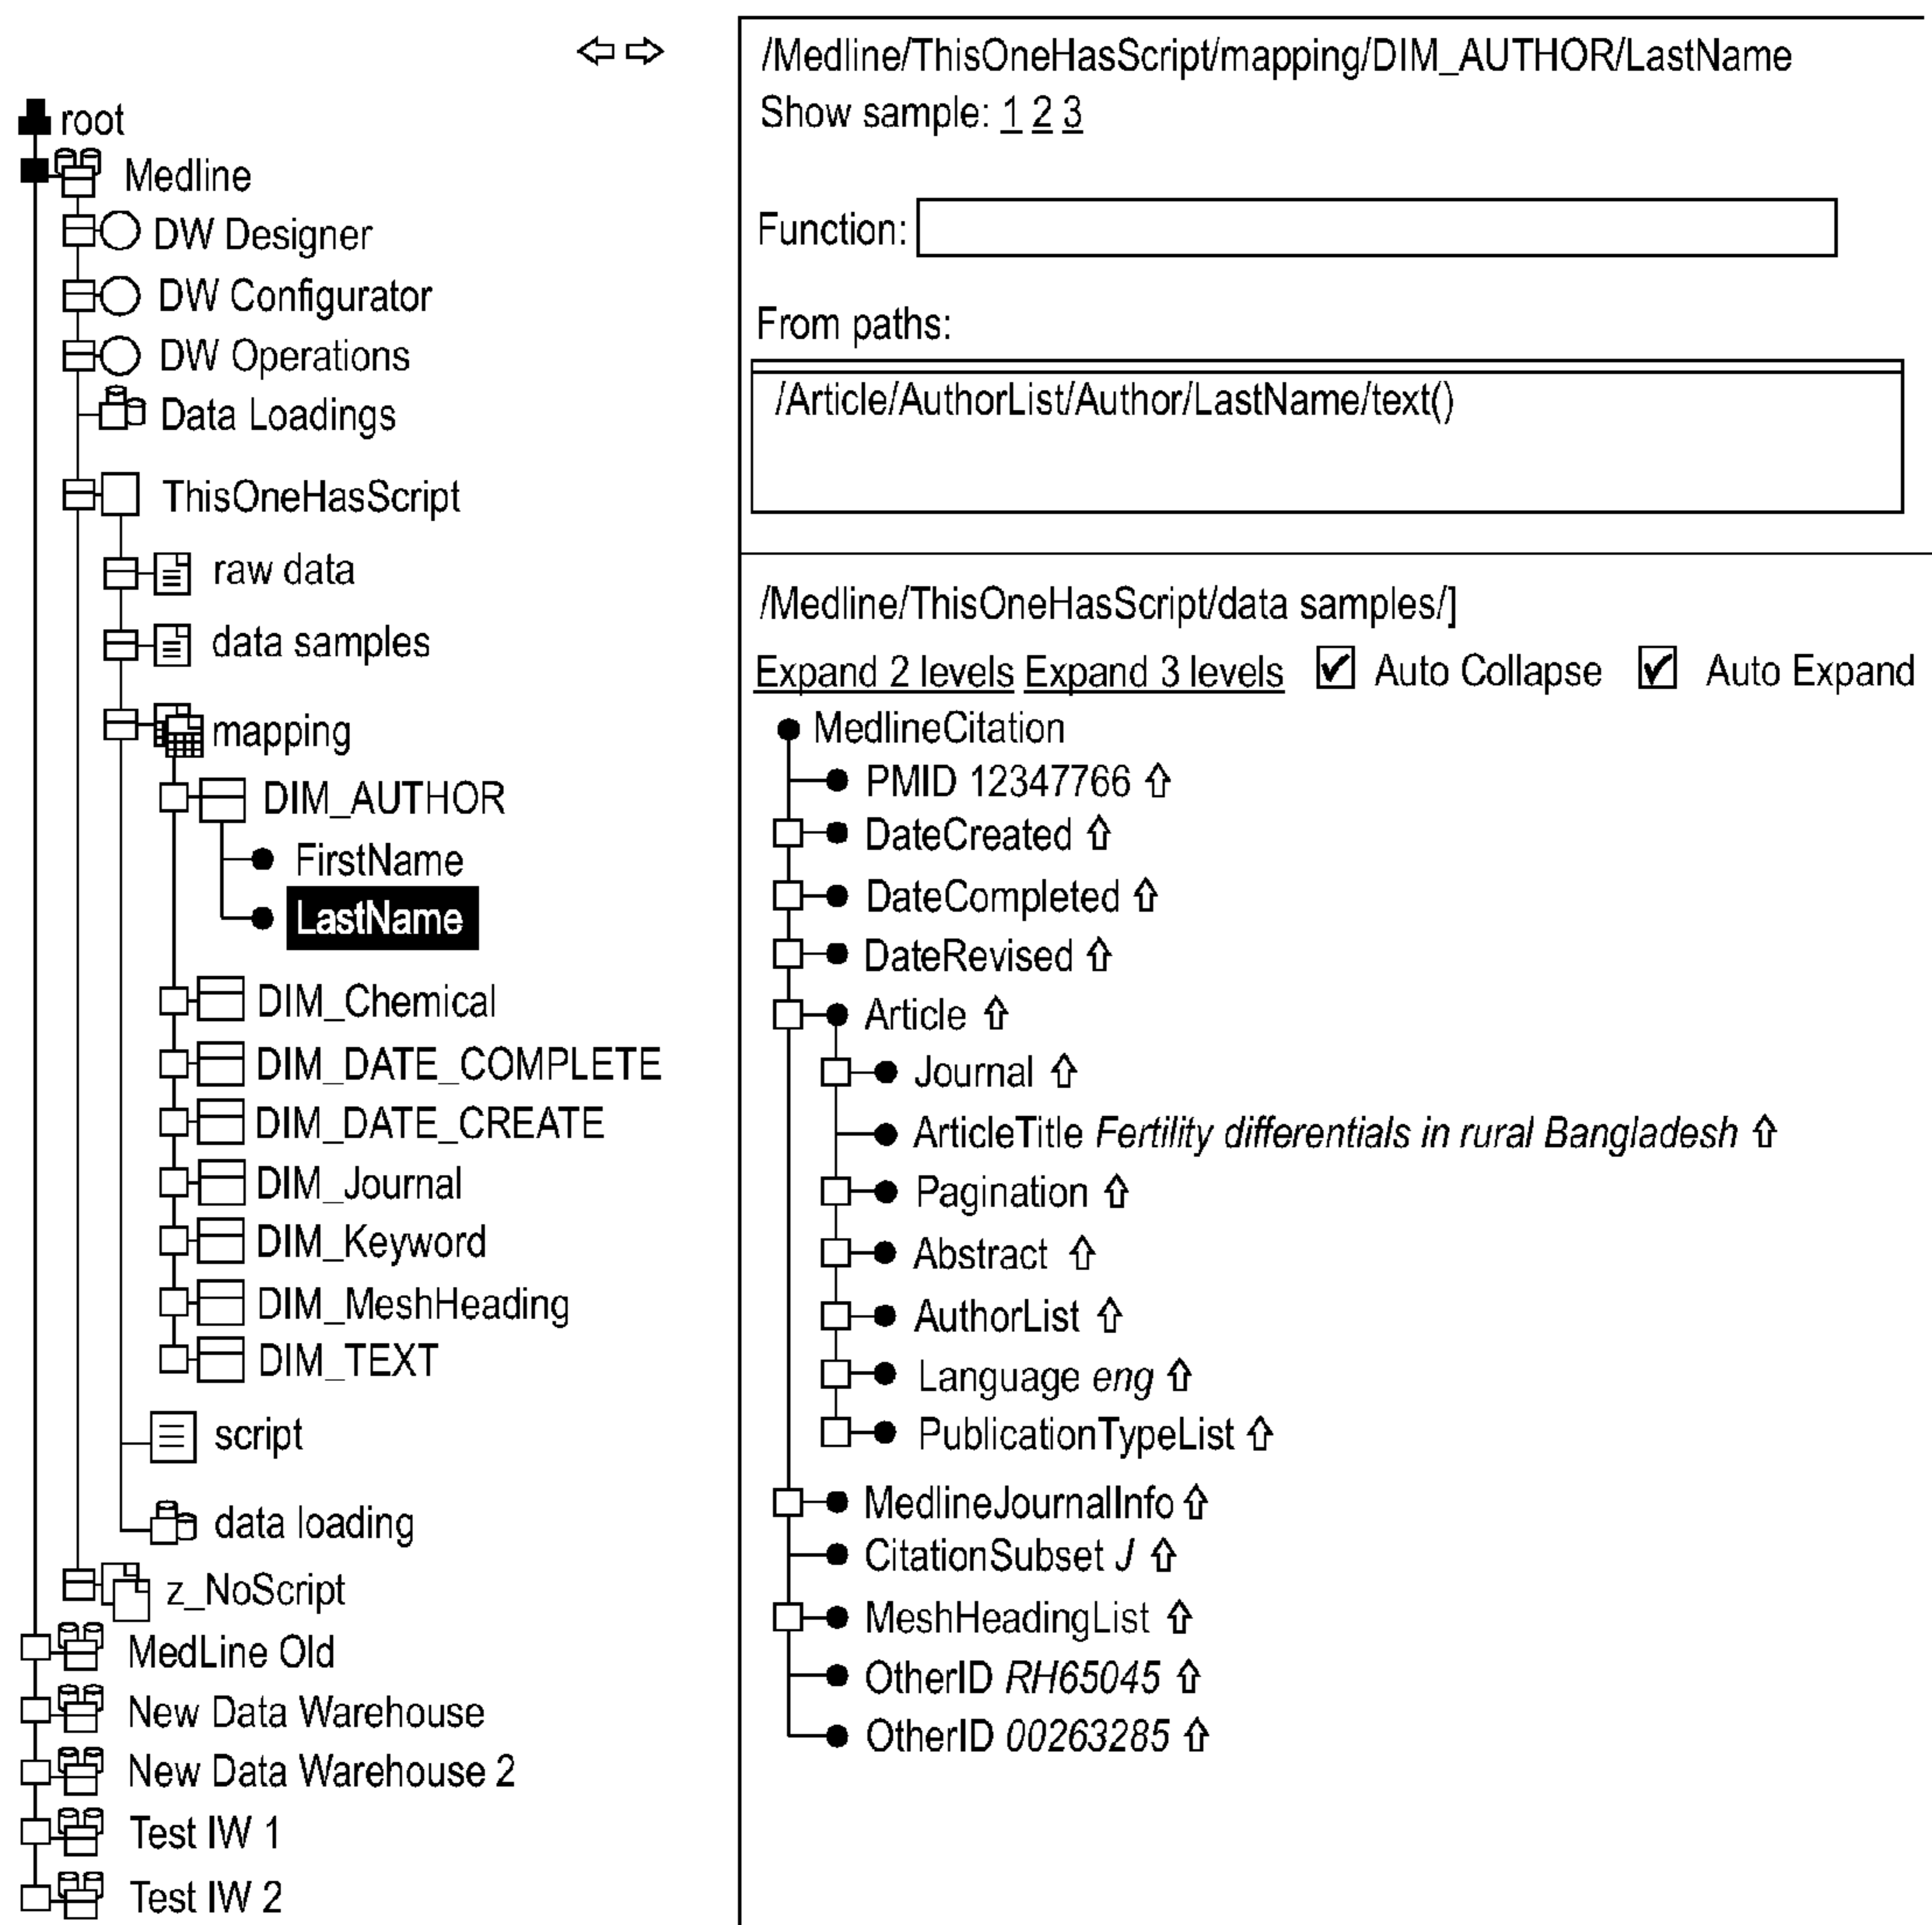 root
Medline
DW Designer
DW Configurator
DW Operations
Data Loadings
ThisOneHasScript
raw data
data samples
mapping
DIM_AUTHOR
FirstName
LastName
DIM_Chemical
DIM_DATE_COMPLETE
DIM_DATE_CREATE
DIM_Journal
DIM_Keyword
DIM_MeshHeading
DIM_TEXT
script
data loading
z_NoScript
MedLine Old
New Data Warehouse
New Data Warehouse 2
Test IW 1
Test IW 2
/Medline/ThisOneHasScript/mapping/DIM_AUTHOR/LastName
Show sample: 1 2 3
Function:
From paths:
/Article/AuthorList/Author/LastName/text()
/Medline/ThisOneHasScript/data samples/]
Expand 2 levels Expand 3 levels Auto Collapse Auto Expand
MedlineCitation
PMID 12347766
DateCreated
DateCompleted
DateRevised
Article
Journal
ArticleTitle Fertility differentials in rural Bangladesh
Pagination
Abstract
AuthorList
Language eng
PublicationTypeList
MedlineJournalInfo
CitationSubset J
MeshHeadingList
OtherID RH65045
OtherID 00263285